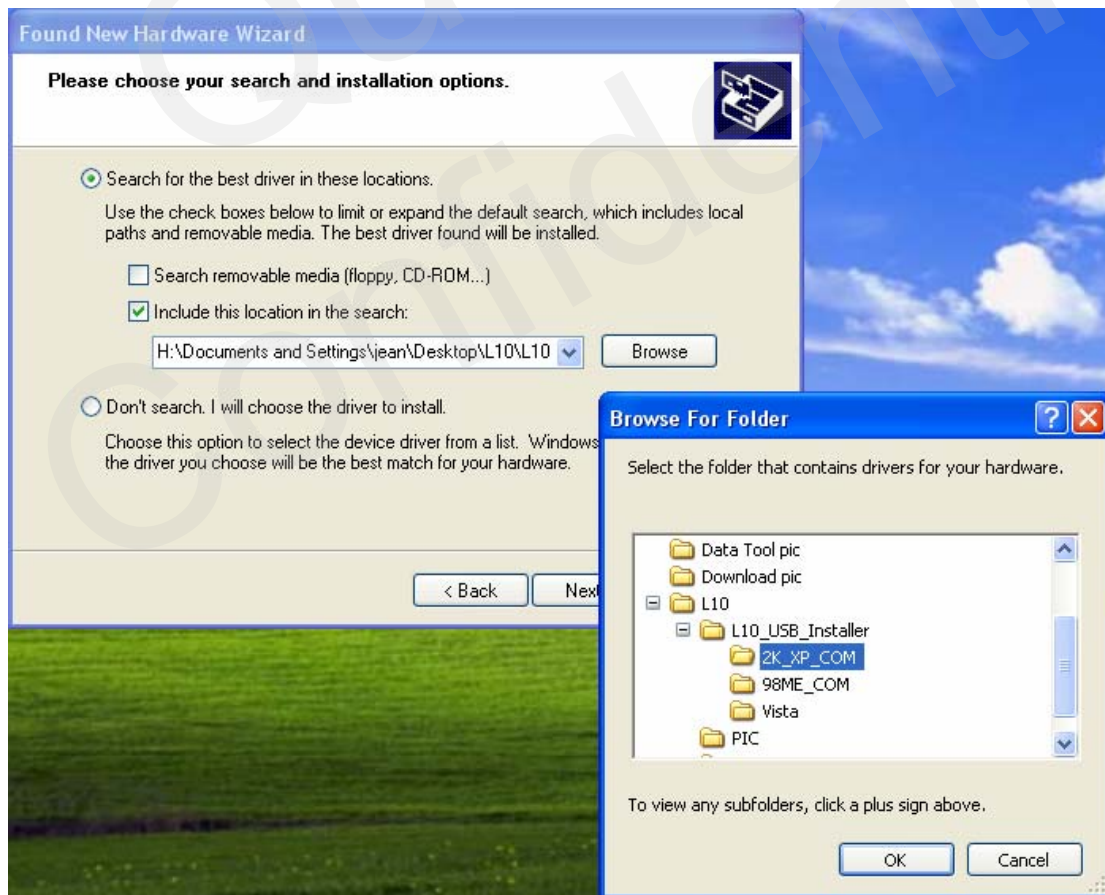 Found New Hardware Wizard
Please choose your search and installation options.
Search for the best driver in these locations.
Use the check boxes below to limit or expand the default search, which includes local
paths and removable media. The best driver found will be installed.
Search removable media (floppy, CD-ROM...)
Include this location in the search:
H:\Documents and Settings\jean\Desktop\L10\L10
Browse
Don't search. I will choose the driver to install.
Choose this option to select the device driver from a list. Windows
the driver you choose will be the best match for your hardware.
< Back
Browse For Folder
Select the folder that contains drivers for your hardware.
Data Tool pic
Download pic
L10
L10_USB_Installer
2K_XP_COM
98ME_COM
Vista
PIC
To view any subfolders, click a plus sign above.
OK
Cancel